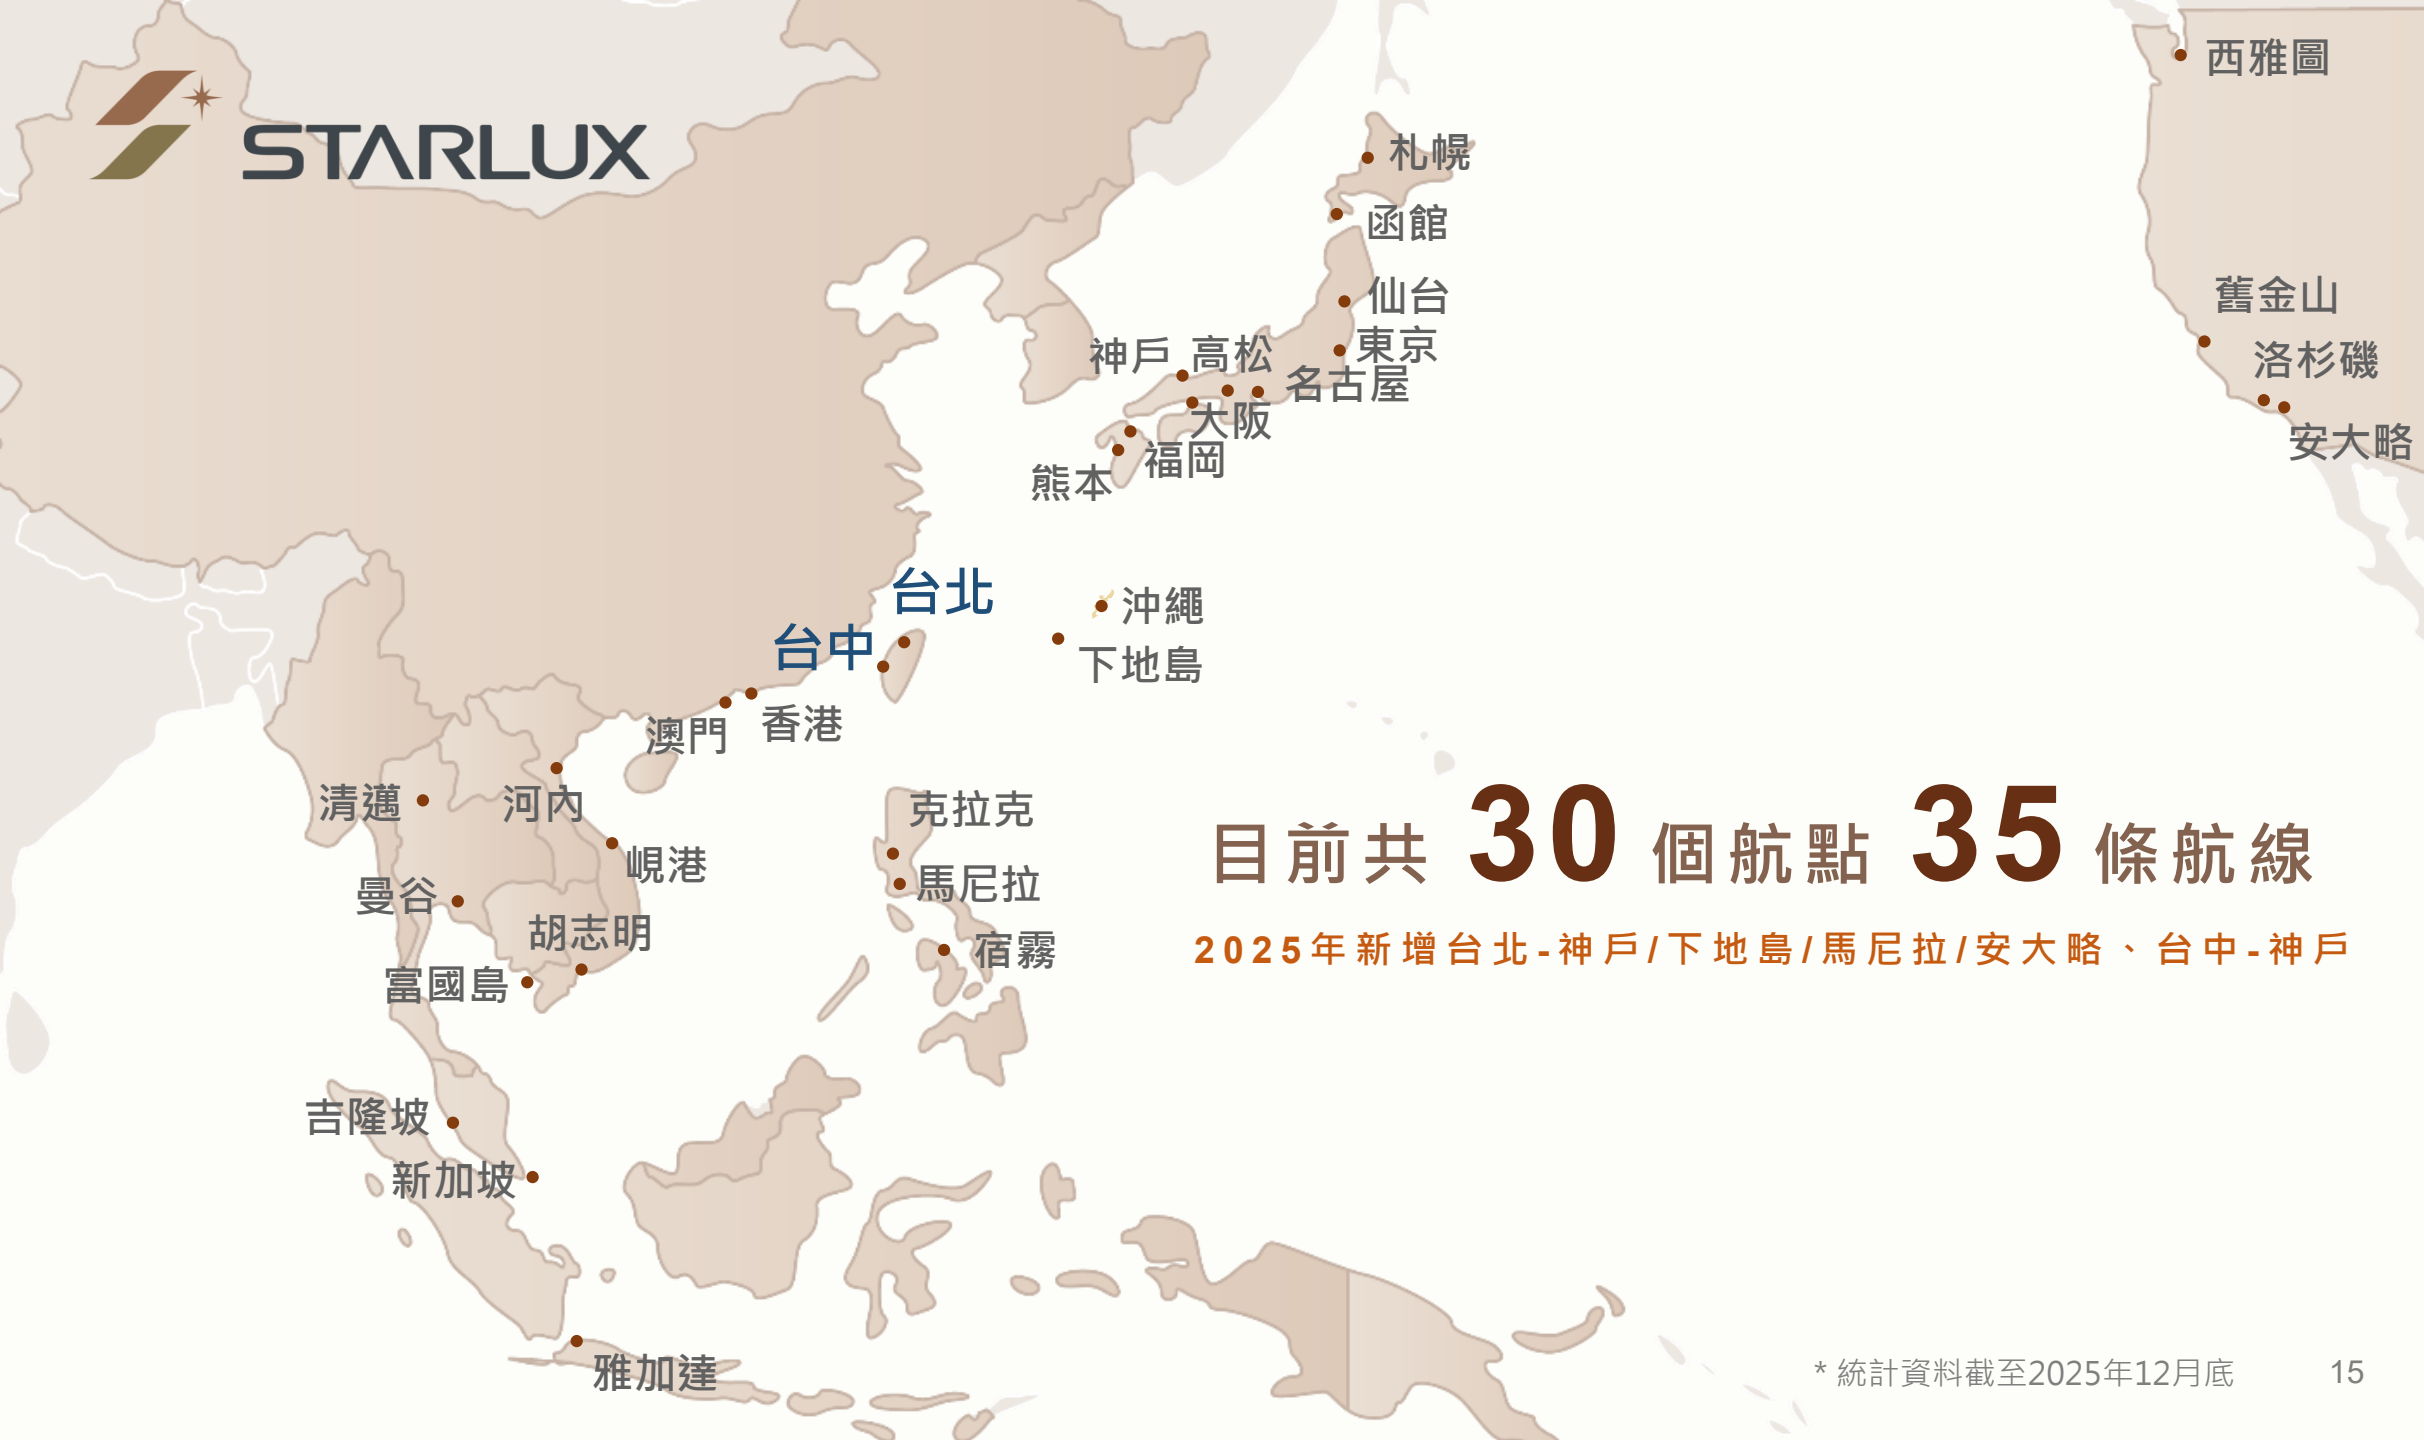 STARLUX
西雅圖
札幌
函館
仙台
舊金山
神戶 高松
東京
洛杉磯
名古屋
大阪
安大略
福岡
熊本
台北
沖繩
台中
下地島
香港
澳門
清邁
河內
克拉克
目前共 30 個航點 35 條航線
峴港
馬尼拉
曼谷
胡志明
宿霧
2025年新增台北-神戶/下地島/馬尼拉/安大略、台中-神戶
富國島
吉隆坡
新加坡
雅加達
* 統計資料截至2025年12月底
15